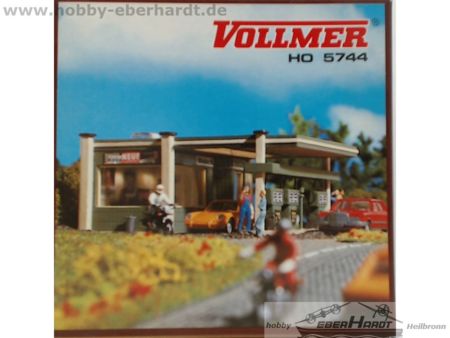 www.hobby-eberhardt.de
VOLLMER®
HO 5744
hobby EBERHARDT Heilbronn